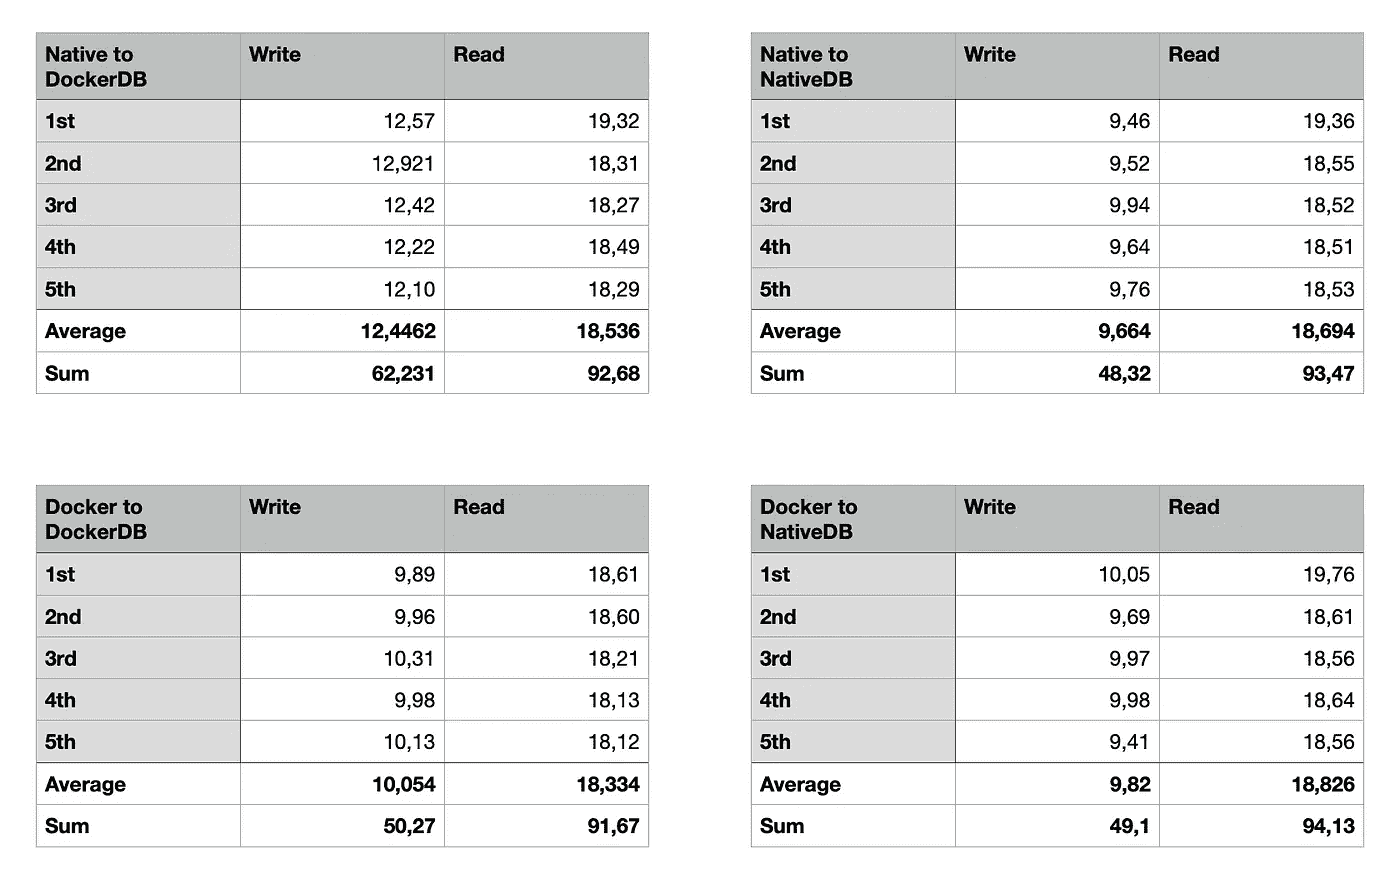 Native to DockerDB Write Read
1st 12,57 19,32
2nd 12,921 18,31
3rd 12,42 18,27
4th 12,22 18,49
5th 12,10 18,29
Average 12,4462 18,536
Sum 62,231 92,68
Native to NativeDB Write Read
1st 9,46 19,36
2nd 9,52 18,55
3rd 9,94 18,52
4th 9,64 18,51
5th 9,76 18,53
Average 9,664 18,694
Sum 48,32 93,47
Docker to DockerDB Write Read
1st 9,89 18,61
2nd 9,96 18,60
3rd 10,31 18,21
4th 9,98 18,13
5th 10,13 18,12
Average 10,054 18,334
Sum 50,27 91,67
Docker to NativeDB Write Read
1st 10,05 19,76
2nd 9,69 18,61
3rd 9,97 18,56
4th 9,98 18,64
5th 9,41 18,56
Average 9,82 18,826
Sum 49,1 94,13